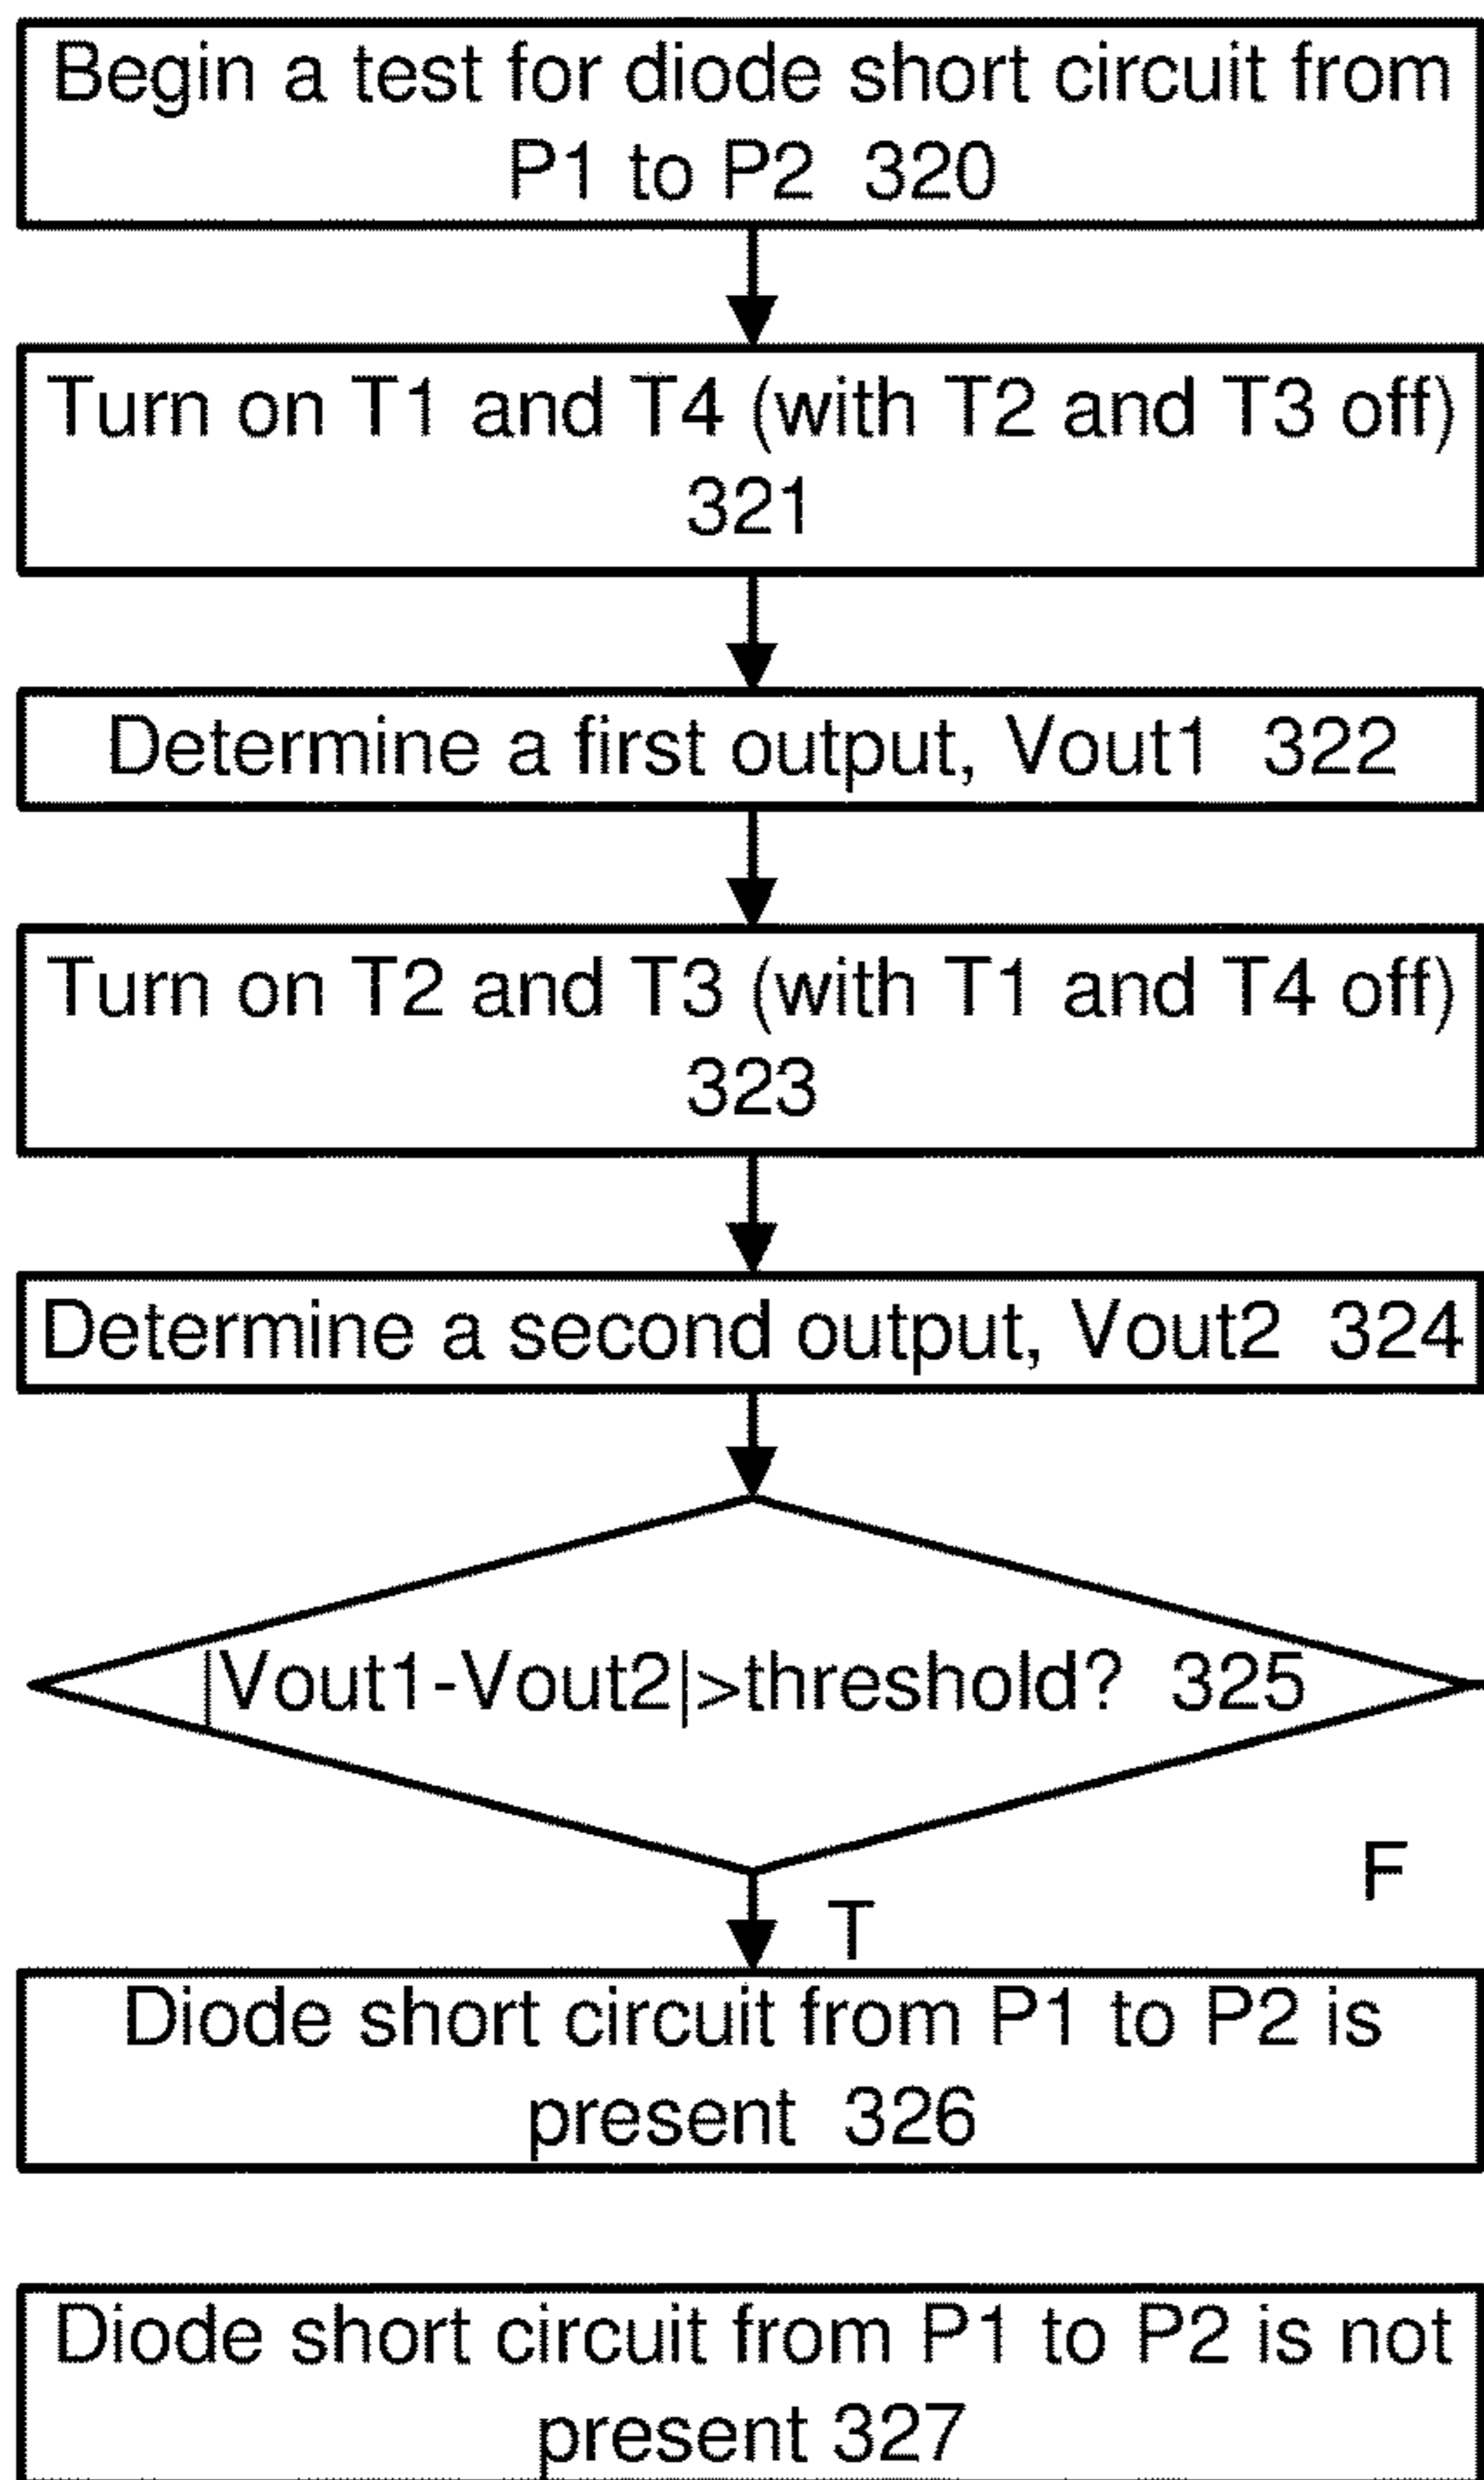 Begin a test for diode short circuit from
P1 to P2 320
Turn on T1 and T4 (with T2 and T3 off)
321
Determine a first output, Vout1 322
Turn on T2 and T3 (with T1 and T4 off)
323
Determine a second output, Vout2 324
|Vout1-Vout2|>threshold? 325
F
T
Diode short circuit from P1 to P2 is
present 326
Diode short circuit from P1 to P2 is not
present 327